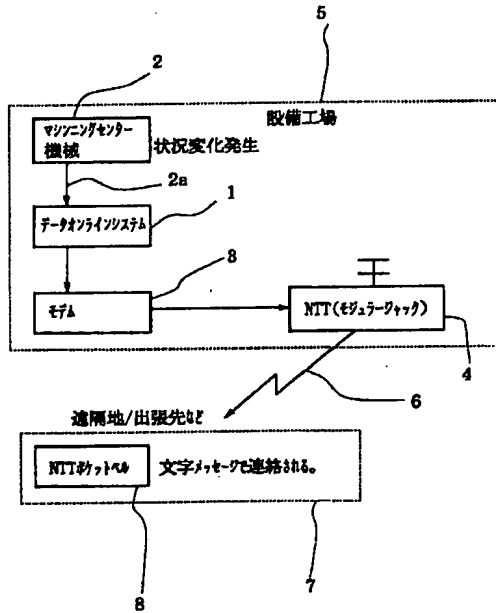 5
2
設備工場
マシンニングセンター
機械
状況変化発生
2a
1
データオンラインシステム
3
モデム
NTT(モジュラージャック)
4
6
遠隔地/出張先など
NTTポケットベル
文字メッセージで連絡される。
8
7